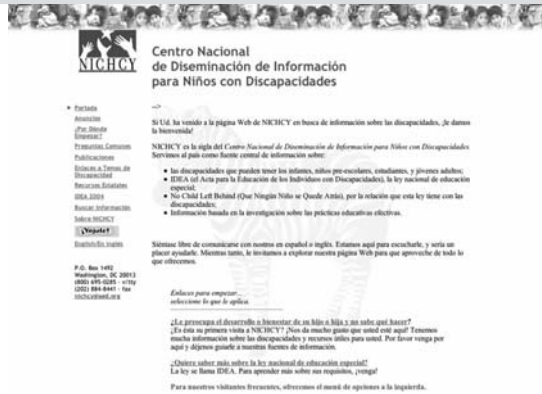 NICHCY
Centro Nacional
de Diseminación de Información
para Niños con Discapacidades
Portada
Anuncios
¿Por Dónde
Empezar?
Preguntas Comunes
Publicaciones
Enlaces a Temas de
Discapacidad
Recursos Estatales
IDEA 2004
Buscar Información
Sobre NICHCY
English/En inglés
P.O. Box 1492
Washington, DC 20013
(800) 695-0285 · v/tty
(202) 884-8441 · fax
nichcy@aed.org
-->
Si Ud. ha venido a la página Web de NICHCY en busca de información sobre las discapacidades, ¡le damos
la bienvenida!
NICHCY es la sigla del Centro Nacional de Diseminación de Información para Niños con Discapacidades.
Servimos al país como fuente central de información sobre:
• las discapacidades que pueden tener los infantes, niños pre-escolares, estudiantes, y jóvenes adultos;
• IDEA (el Acta para la Educación de los Individuos con Discapacidades), la ley nacional de educación
especial;
• No Child Left Behind (Que Ningún Niño se Quede Atrás), por la relación que esta ley tiene con las
discapacidades;
• Información basada en la investigación sobre las prácticas educativas efectivas.
Siéntase libre de comunicarse con nostros en español o inglés. Estamos aquí para escucharle, y sería un
placer ayudarle. Mientras tanto, le invitamos a explorar nuestra página Web para que aproveche de todo lo
que ofrecemos.
Enlaces para empezar...
seleccione lo que le aplica.
¿Le preocupa el desarrollo o bienestar de su hijo o hija y no sabe qué hacer?
¿Es ésta su primera visita a NICHCY? ¡Nos da mucho gusto que usted esté aquí! Tenemos
mucha información sobre las discapacidades y recursos útiles para usted. Por favor venga por
aquí y déjenos guiarle a nuestras fuentes de información.
¿Quiere saber más sobre la ley nacional de educación especial?
La ley se llama IDEA. Para aprender más sobre sus requisitos, ¡venga!
Para nuestros visitantes frecuentes, ofrecemos el menú de opciones a la izquierda.